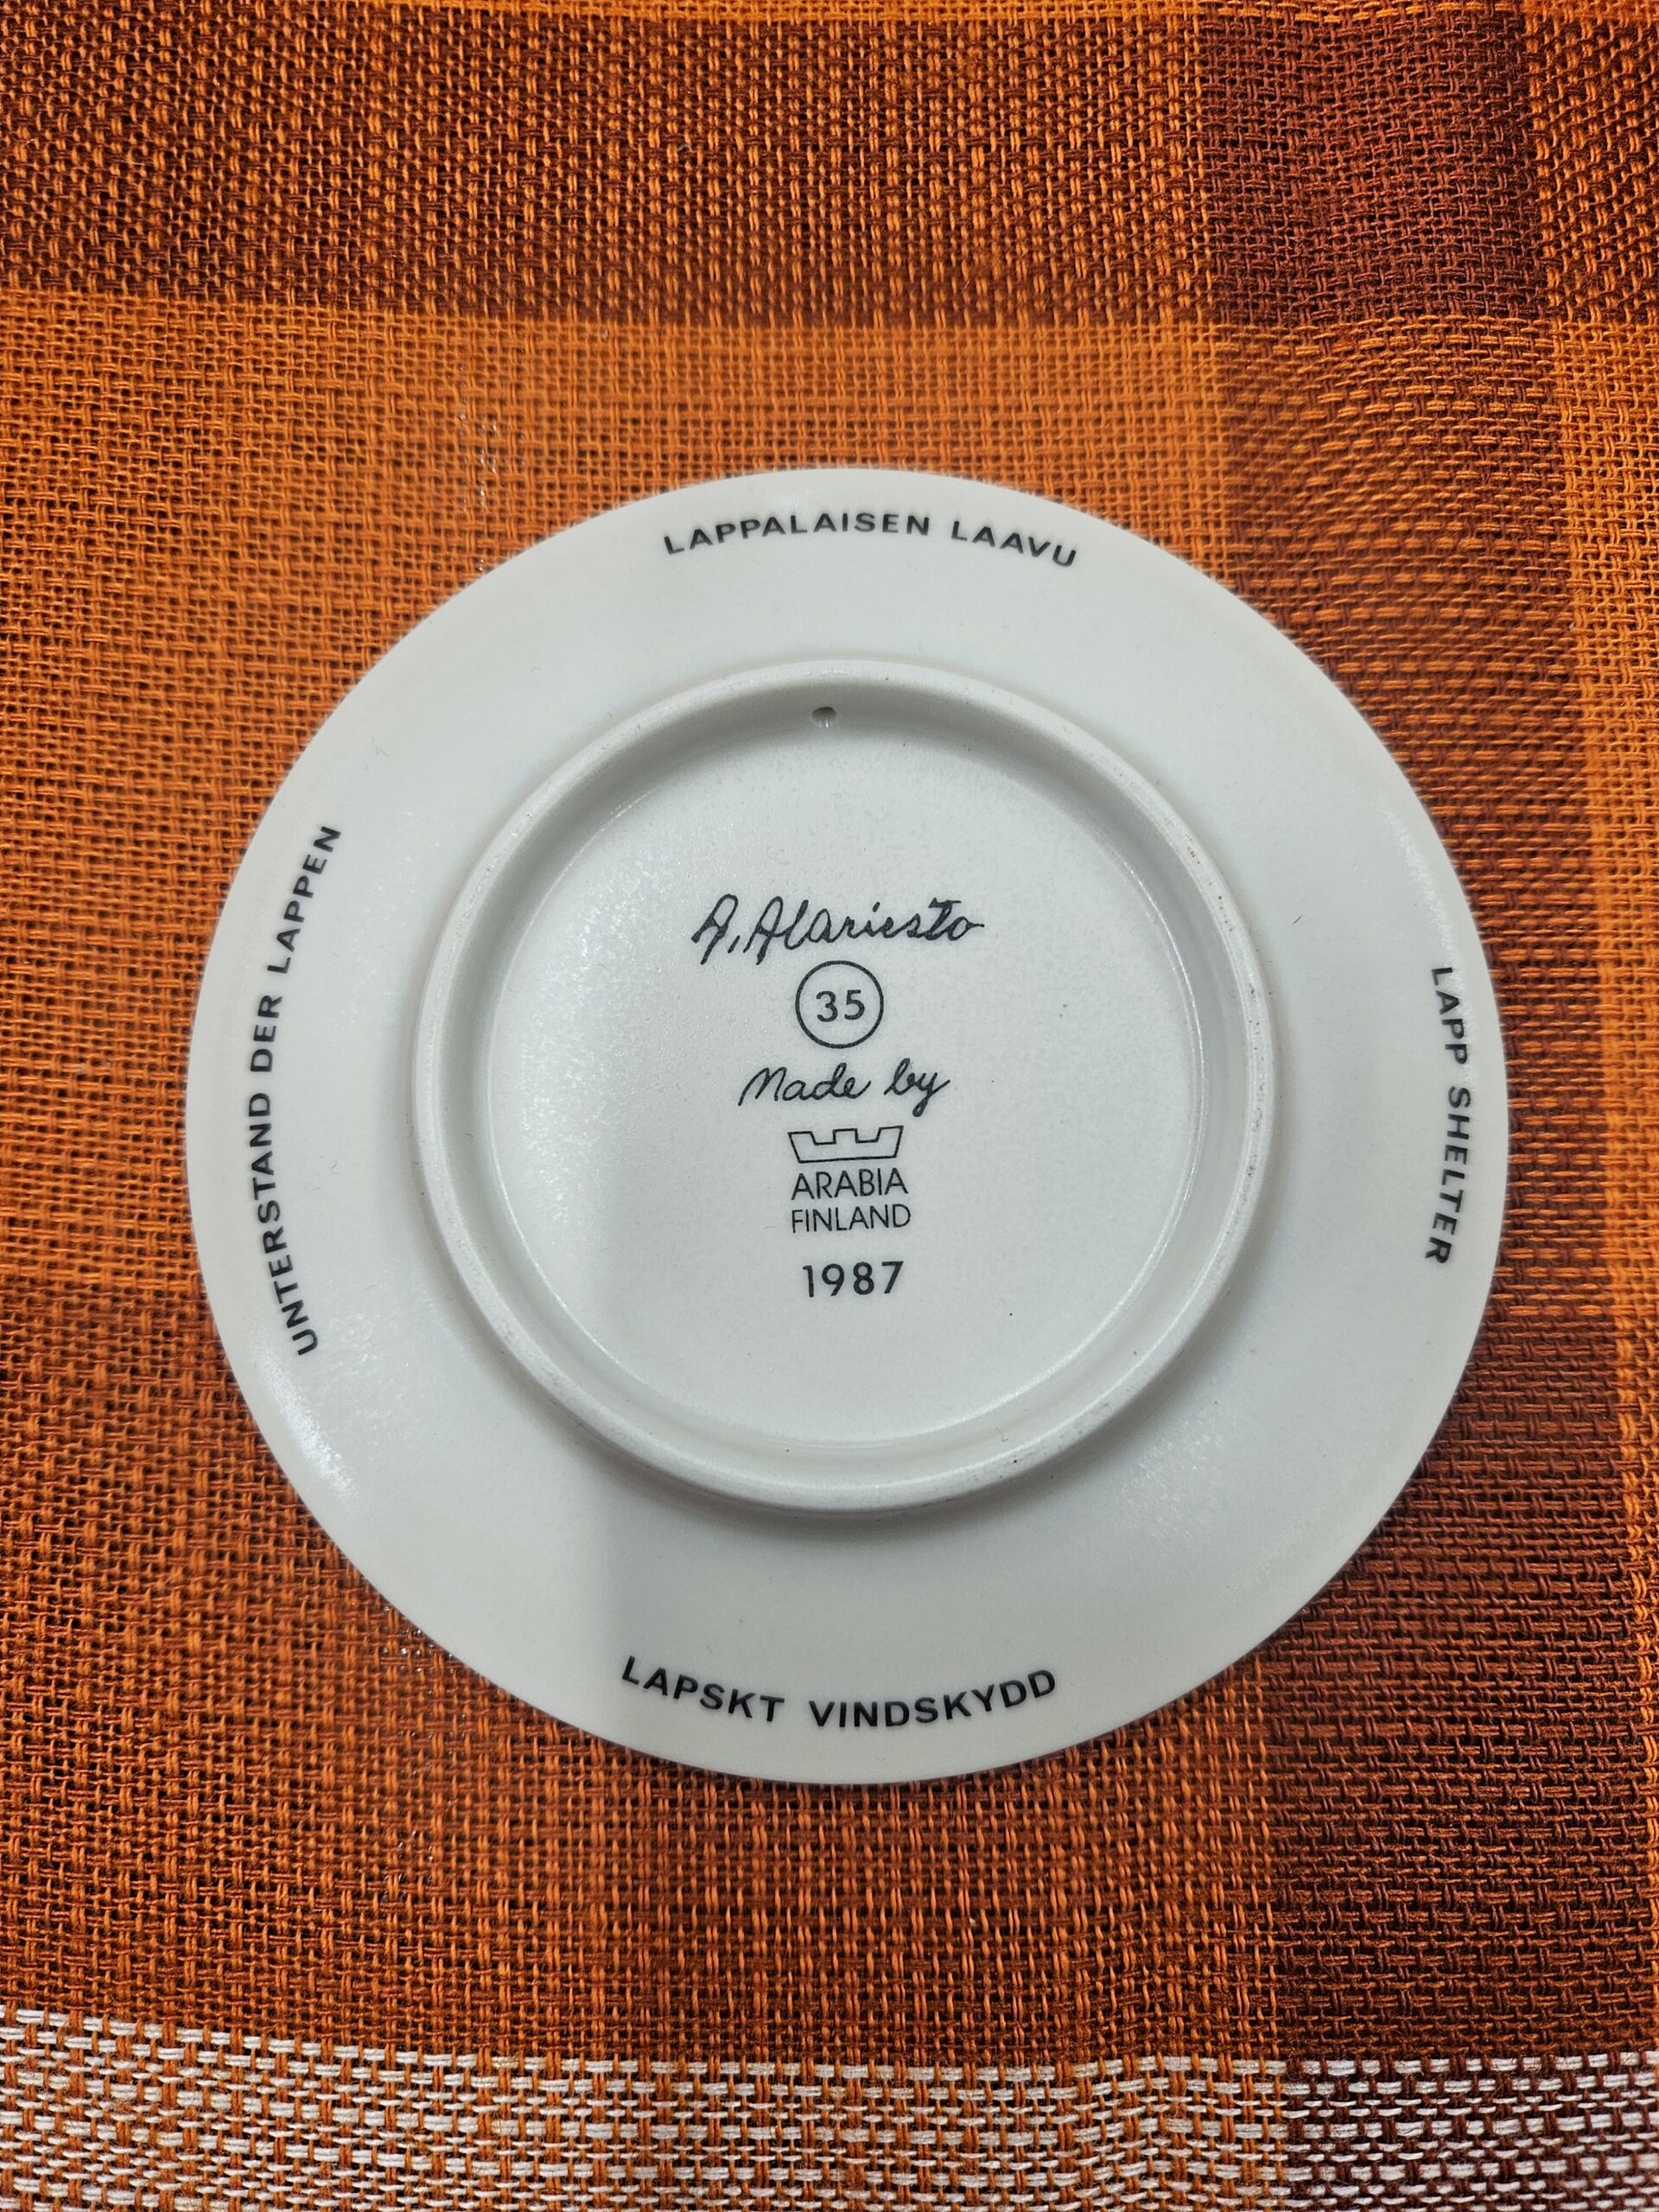 LAPPALAISEN LAAVU
LAPP SHELTER
LAPSKT VINDSKYDD
UNTERSTAND DER LAPPEN
A. Alariesto
35
Made by
ARABIA
FINLAND
1987